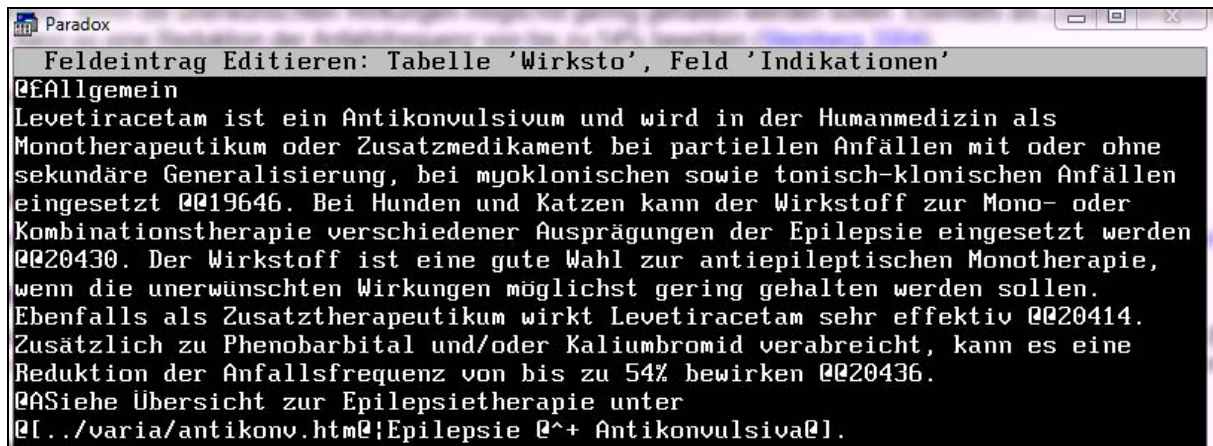 Paradox
Feldeintrag Editieren: Tabelle 'Wirksto', Feld 'Indikationen'
@£Allgemein
Levetiracetam ist ein Antikonvulsivum und wird in der Humanmedizin als
Monotherapeutikum oder Zusatzmedikament bei partiellen Anfällen mit oder ohne
sekundäre Generalisierung, bei myoklonischen sowie tonisch-klonischen Anfällen
eingesetzt @@19646. Bei Hunden und Katzen kann der Wirkstoff zur Mono- oder
Kombinationstherapie verschiedener Ausprägungen der Epilepsie eingesetzt werden
@@20430. Der Wirkstoff ist eine gute Wahl zur antiepileptischen Monotherapie,
wenn die unerwünschten Wirkungen möglichst gering gehalten werden sollen.
Ebenfalls als Zusatztherapeutikum wirkt Levetiracetam sehr effektiv @@20414.
Zusätzlich zu Phenobarbital und/oder Kaliumbromid verabreicht, kann es eine
Reduktion der Anfallsfrequenz von bis zu 54% bewirken @@20436.
@ASiehe Übersicht zur Epilepsietherapie unter
@[../varia/antikonv.htm@¦Epilepsie @^+ Antikonvulsiva@].